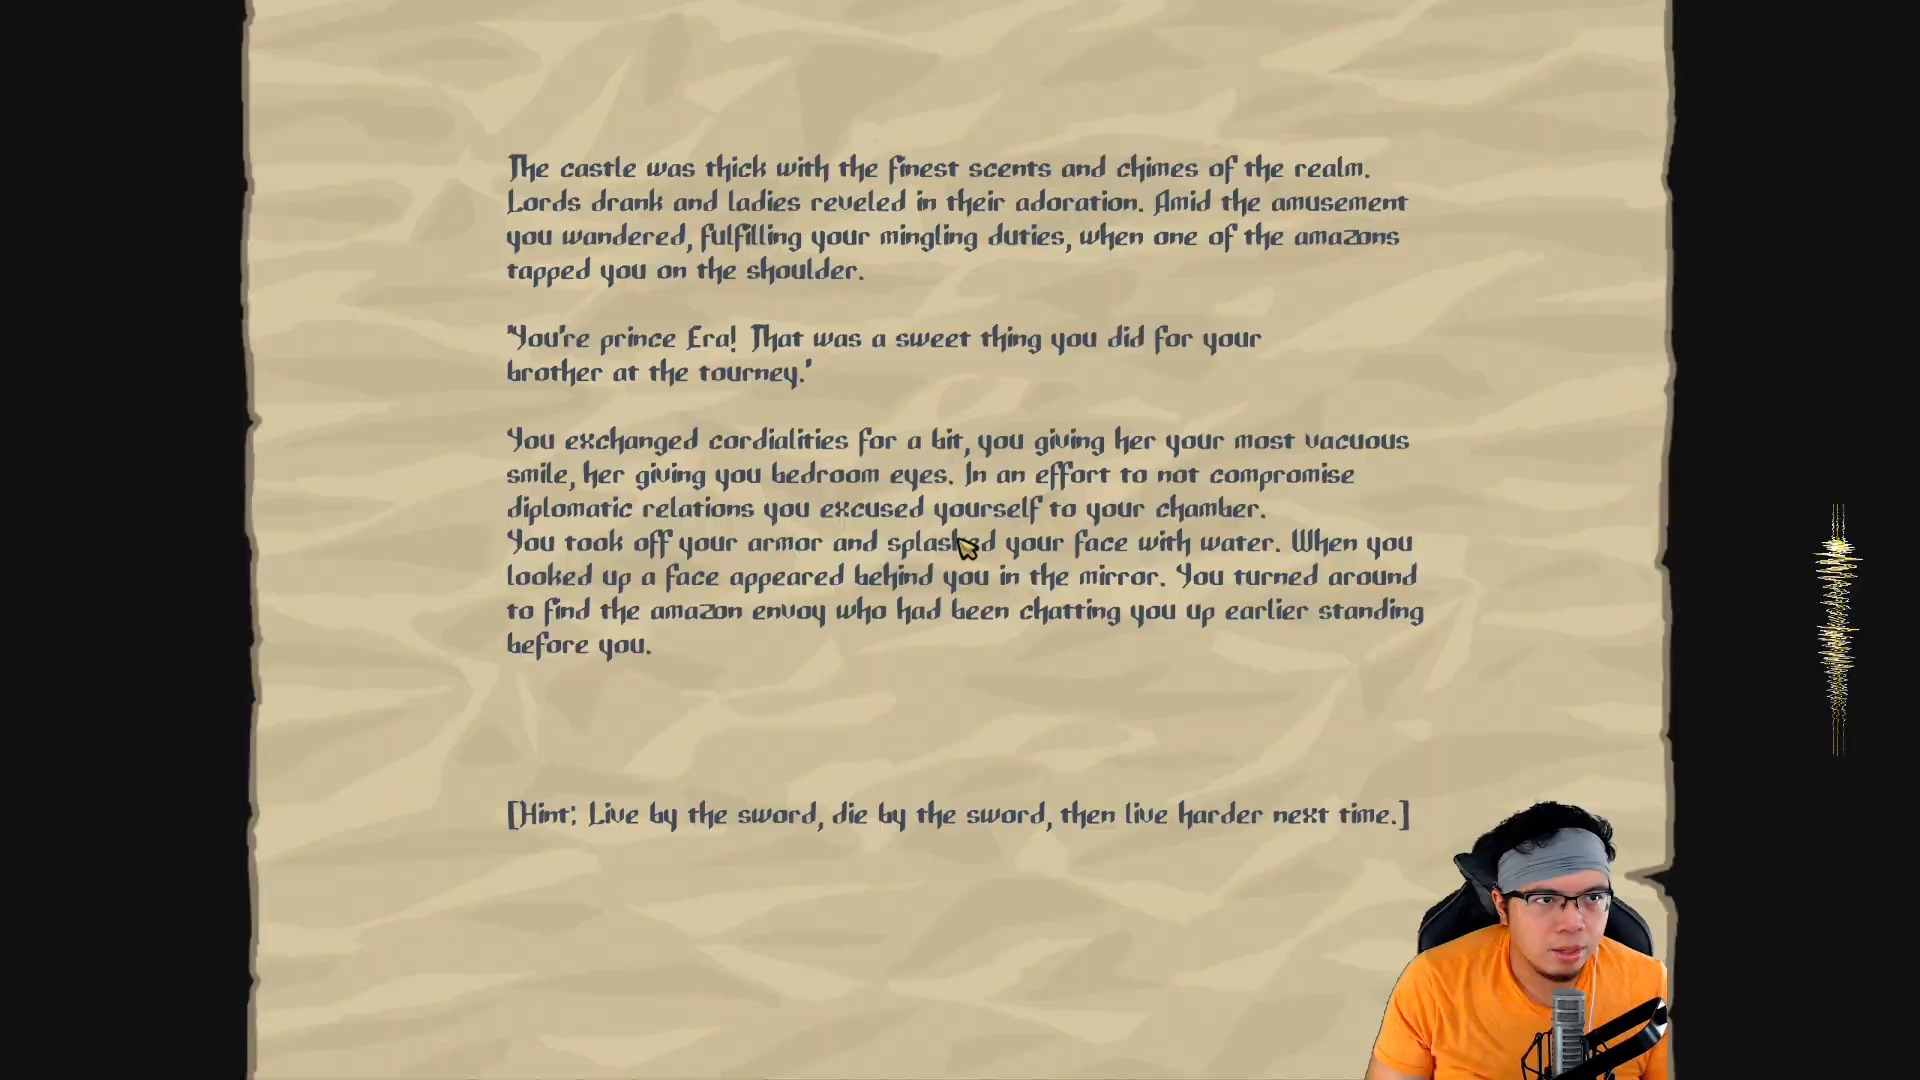 The castle was thick with the finest scents and chimes of the realm.
Lords drank and ladies reveled in their adoration. Amid the amusement
you wandered, fulfilling your mingling duties, when one of the amazons
tapped you on the shoulder.
'You're prince Era! That was a sweet thing you did for your
brother at the tourney.'
You exchanged cordialities for a bit, you giving her your most vacuous
smile, her giving you bedroom eyes. In an effort to not compromise
diplomatic relations you excused yourself to your chamber.
You took off your armor and splashed your face with water. When you
looked up a face appeared behind you in the mirror. You turned around
to find the amazon envoy who had been chatting you up earlier standing
before you.
[Hint: Live by the sword, die by the sword, then live harder next time.]